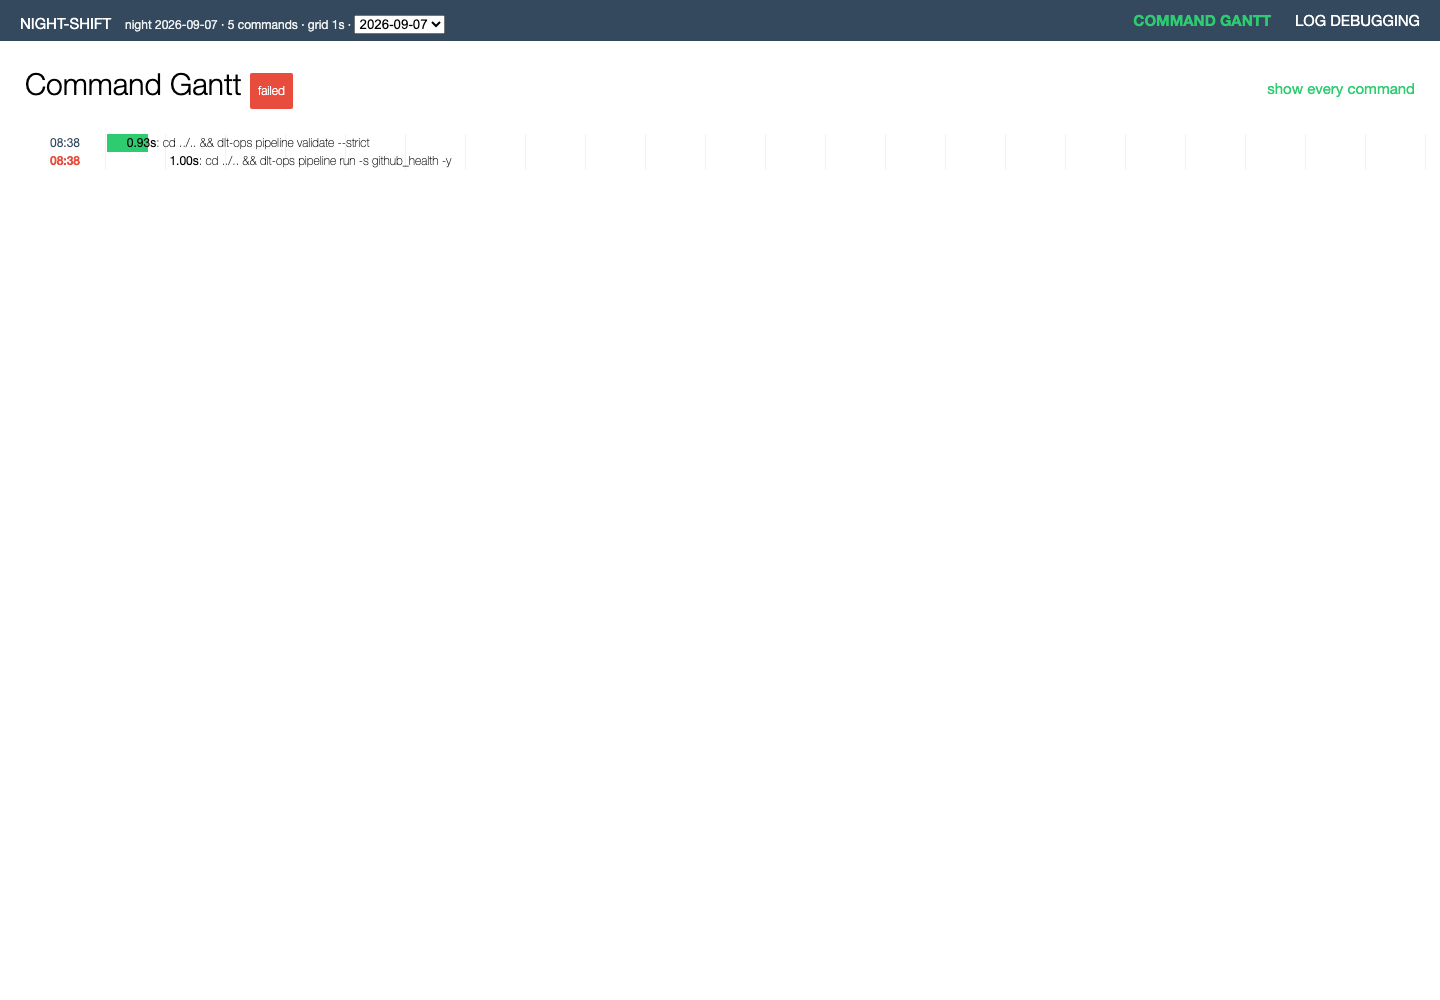 NIGHT-SHIFT night 2026-09-07 · 5 commands · grid 1s · 2026-09-07 COMMAND GANTT LOG DEBUGGING
Command Gantt failed show every command
08:38 0.93s: cd ../.. && dlt-ops pipeline validate --strict
08:38 1.00s: cd ../.. && dlt-ops pipeline run -s github_health -y